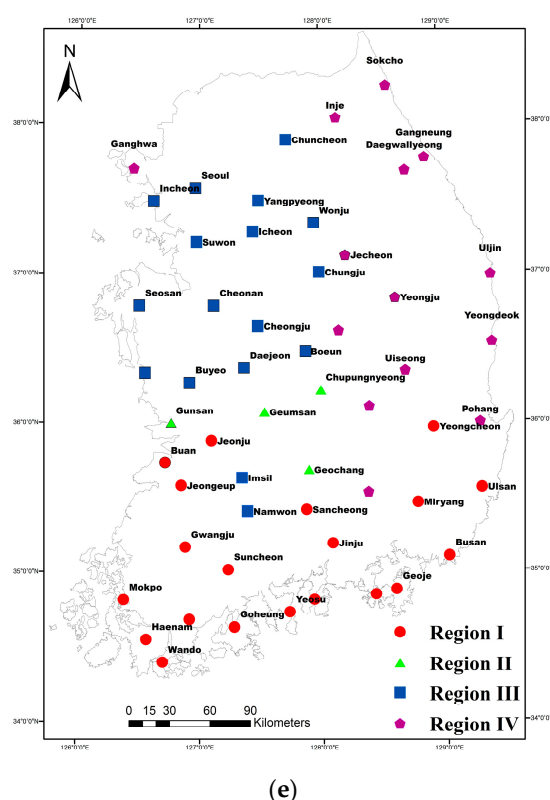 126°0'0"E 127°0'0"E 128°0'0"E 129°0'0"E
N
Sokcho
Inje
38°0'0"N 38°0'0"N
Gangneung
Chuncheon
Daegwallyeong
Ganghwa
Seoul
Incheon
Yangpyeong
Wonju
Icheon
Suwon
Jecheon
Uljin
37°0'0"N 37°0'0"N
Chungju
Seosan Cheonan
Yeongju
Yeongdeok
Cheongju
Daejeon Boeun
Uiseong
Buyeo
Chupungnyeong
Gunsan Geumsan
Pohang
36°0'0"N 36°0'0"N
Yeongcheon
Jeonju
Buan
Geochang
Imsil
Jeongeup
Ulsan
Miryang
Namwon Sancheong
Gwangju
Jinju
Busan
Suncheon
35°0'0"N 35°0'0"N
Geoje
Mokpo
Yeosu
Goheung
Haenam
Region I
Wando
Region II
Region III
0 15 30 60 90
Kilometers
Region IV
34°0'0"N 34°0'0"N
126°0'0"E 127°0'0"E 128°0'0"E 129°0'0"E
(e)